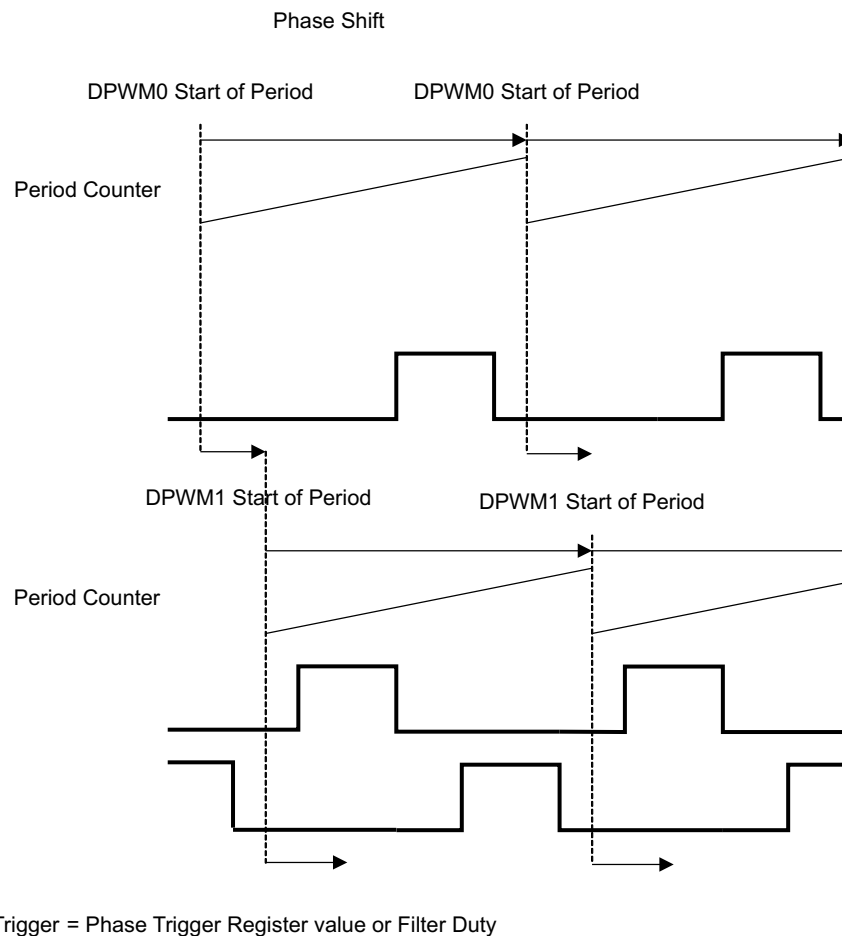 Phase Shift
DPWM0 Start of Period
DPWM0 Start of Period
Period Counter
DPWM1 Start of Period
DPWM1 Start of Period
Period Counter
Trigger = Phase Trigger Register value or Filter Duty